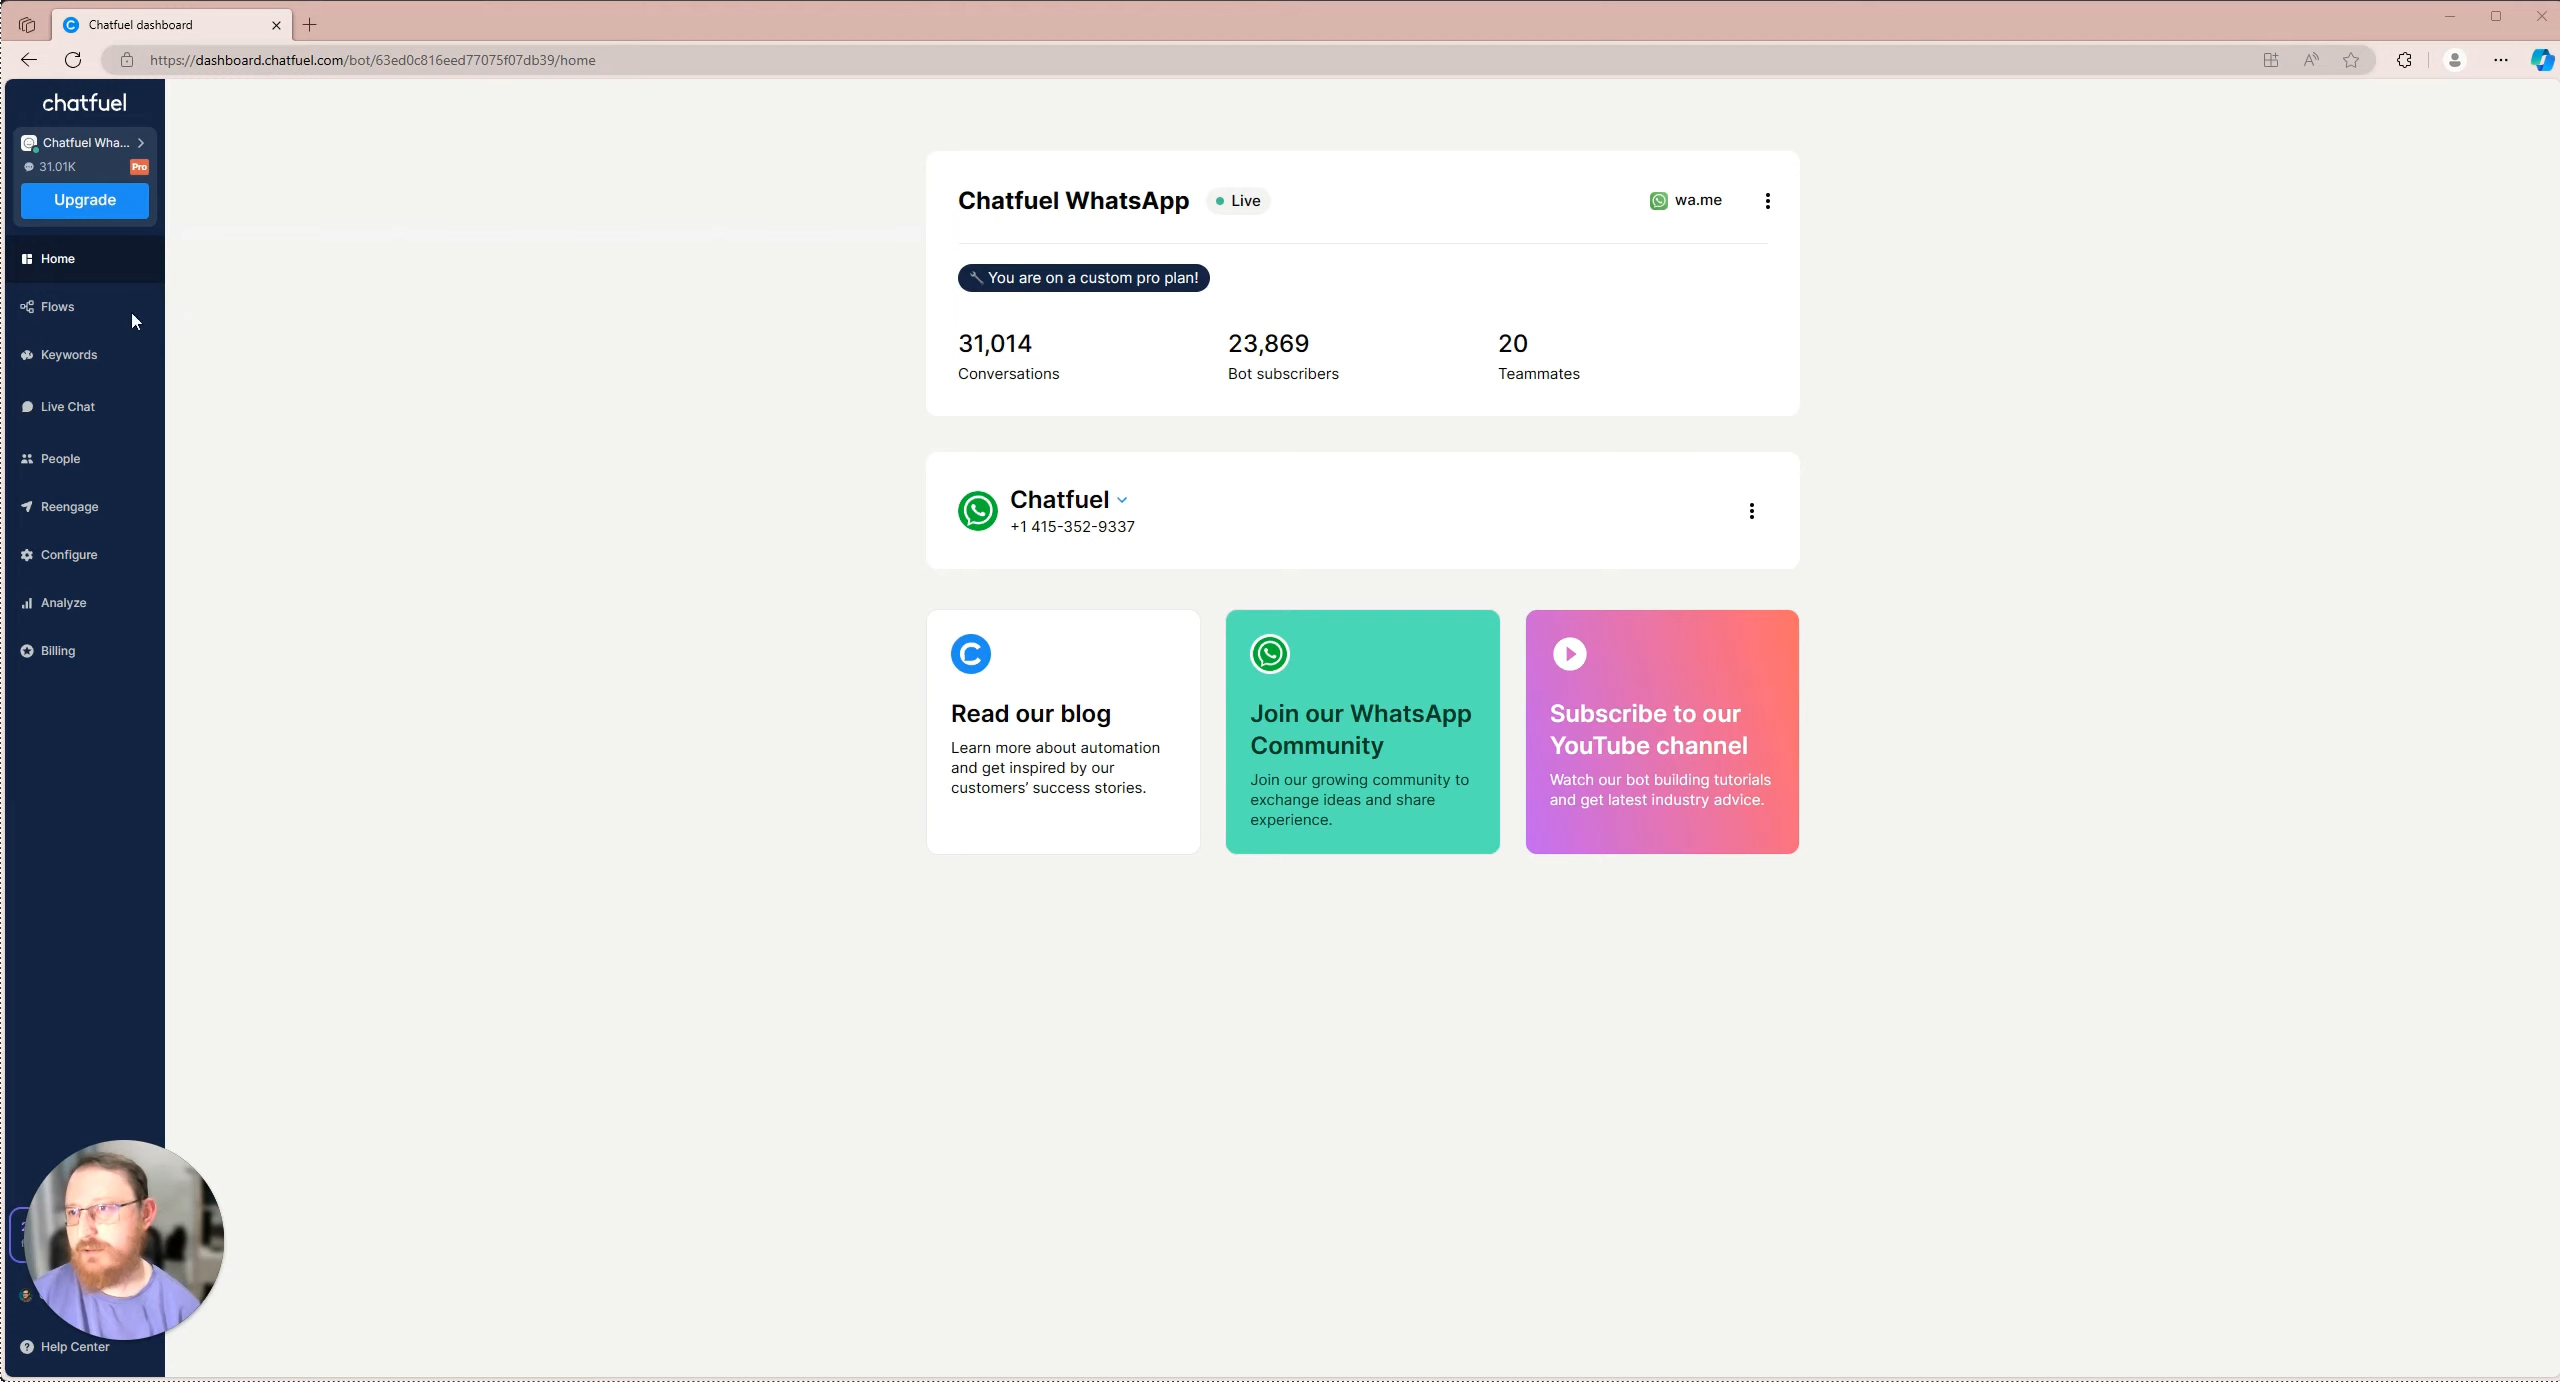 Chatfuel dashboard
https://dashboard.chatfuel.com/bot/63ed0c816eed77075f07db39/home
chatfuel
Chatfuel Wha...
31.01K
Pro
Upgrade
Home
Flows
Keywords
Live Chat
People
Reengage
Configure
Analyze
Billing
Help Center
Chatfuel WhatsApp
Live
wa.me
You are on a custom pro plan!
31,014
Conversations
23,869
Bot subscribers
20
Teammates
Chatfuel
+1 415-352-9337
Read our blog
Learn more about automation
and get inspired by our
customers’ success stories.
Join our WhatsApp
Community
Join our growing community to
exchange ideas and share
experience.
Subscribe to our
YouTube channel
Watch our bot building tutorials
and get latest industry advice.